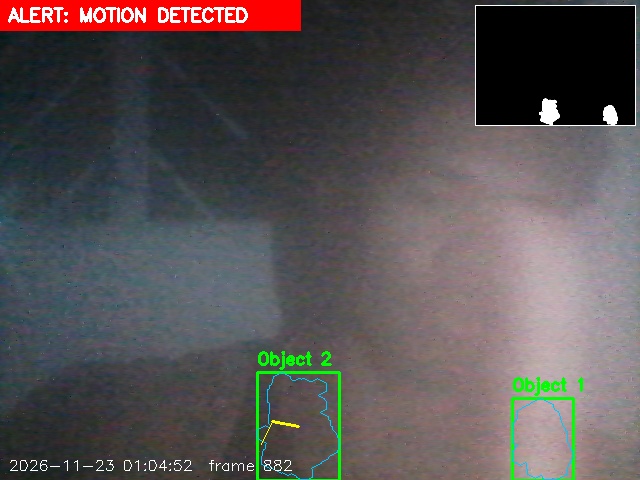 ALERT: MOTION DETECTED
Object 2
Object 1
2026-11-23 01:04:52 frame 882